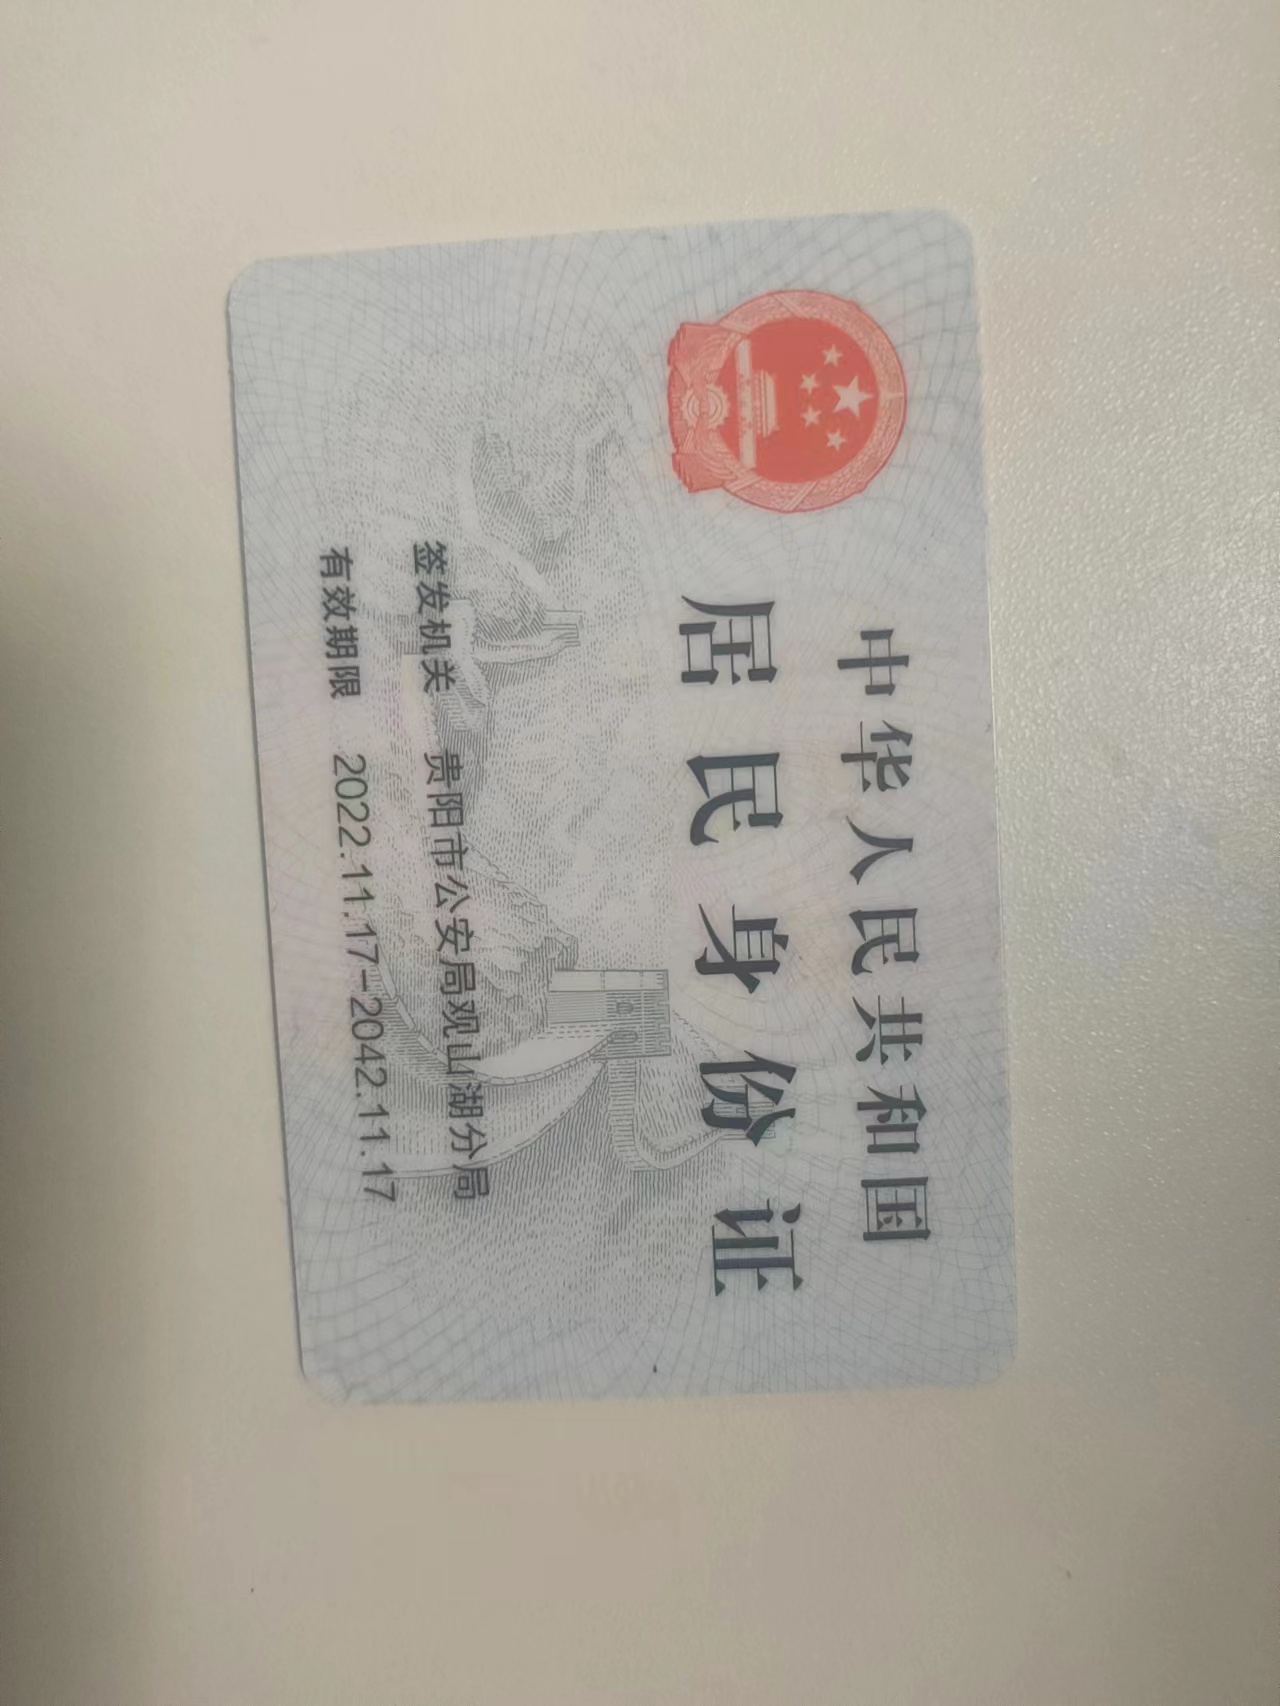 中华人民共和国
居民身份证
签发机关 贵阳市公安局观山湖分局
有效期限 2022.11.17-2042.11.17